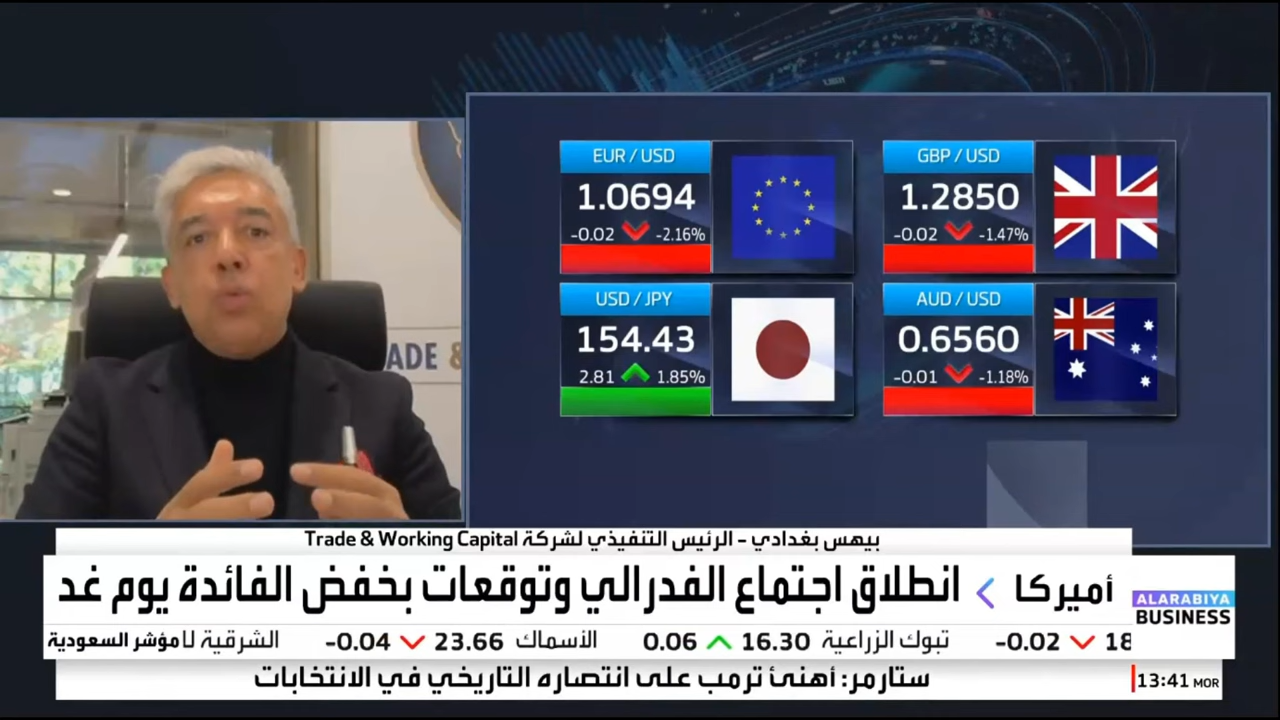 EUR / USD
1.0694
-0.02 -2.16%
GBP / USD
1.2850
-0.02 -1.47%
USD / JPY
154.43
2.81 1.85%
AUD / USD
0.6560
-0.01 -1.18%
ADE &
بيهس بغدادي - الرئيس التنفيذي لشركة Trade & Working Capital
أميركا > انطلاق اجتماع الفدرالي وتوقعات بخفض الفائدة يوم غد
ALARABIYA
BUSINESS
18 -0.02 تبوك الزراعية 16.30 0.06 الأسماك 23.66 -0.04 الشرقية لا مؤشر السعودية
ستارمر: أهنئ ترمب على انتصاره التاريخي في الانتخابات
13:41 MOR